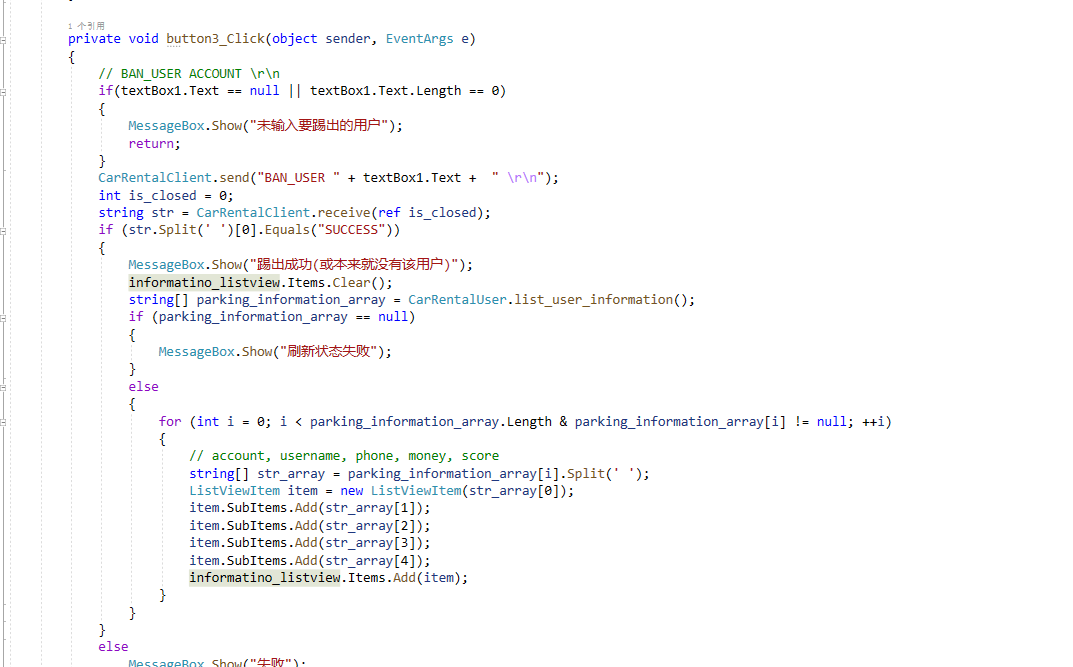 1 个引用
private void button3_Click(object sender, EventArgs e)
{
// BAN_USER ACCOUNT \r\n
if(textBox1.Text == null || textBox1.Text.Length == 0)
{
MessageBox.Show("未输入要踢出的用户");
return;
}
CarRentalClient.send("BAN_USER " + textBox1.Text +  " \r\n");
int is_closed = 0;
string str = CarRentalClient.receive(ref is_closed);
if (str.Split(' ')[0].Equals("SUCCESS"))
{
MessageBox.Show("踢出成功(或本来就没有该用户)");
informatino_listview.Items.Clear();
string[] parking_information_array = CarRentalUser.list_user_information();
if (parking_information_array == null)
{
MessageBox.Show("刷新状态失败");
}
else
{
for (int i = 0; i < parking_information_array.Length & parking_information_array[i] != null; ++i)
{
// account, username, phone, money, score
string[] str_array = parking_information_array[i].Split(' ');
ListViewItem item = new ListViewItem(str_array[0]);
item.SubItems.Add(str_array[1]);
item.SubItems.Add(str_array[2]);
item.SubItems.Add(str_array[3]);
item.SubItems.Add(str_array[4]);
informatino_listview.Items.Add(item);
}
}
}
else
MessageBox.Show("失败");